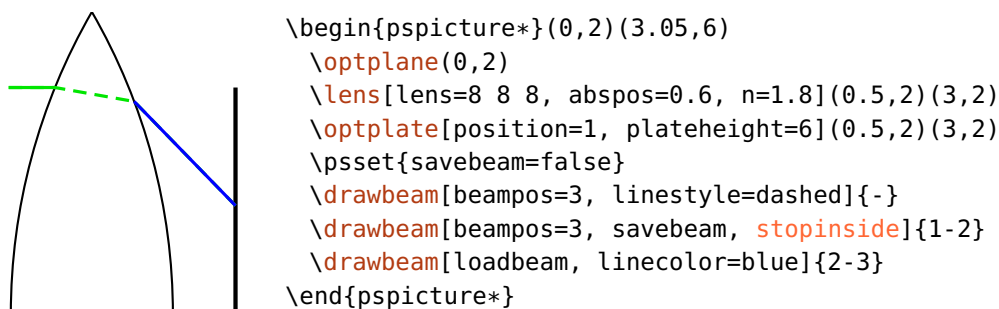 \begin{pspicture*}(0,2)(3.05,6)
  \optplane(0,2)
  \lens[lens=8 8 8, abspos=0.6, n=1.8](0.5,2)(3,2)
  \optplate[position=1, plateheight=6](0.5,2)(3,2)
  \psset{savebeam=false}
  \drawbeam[beampos=3, linestyle=dashed]{-}
  \drawbeam[beampos=3, savebeam, stopinside]{1-2}
  \drawbeam[loadbeam, linecolor=blue]{2-3}
\end{pspicture*}